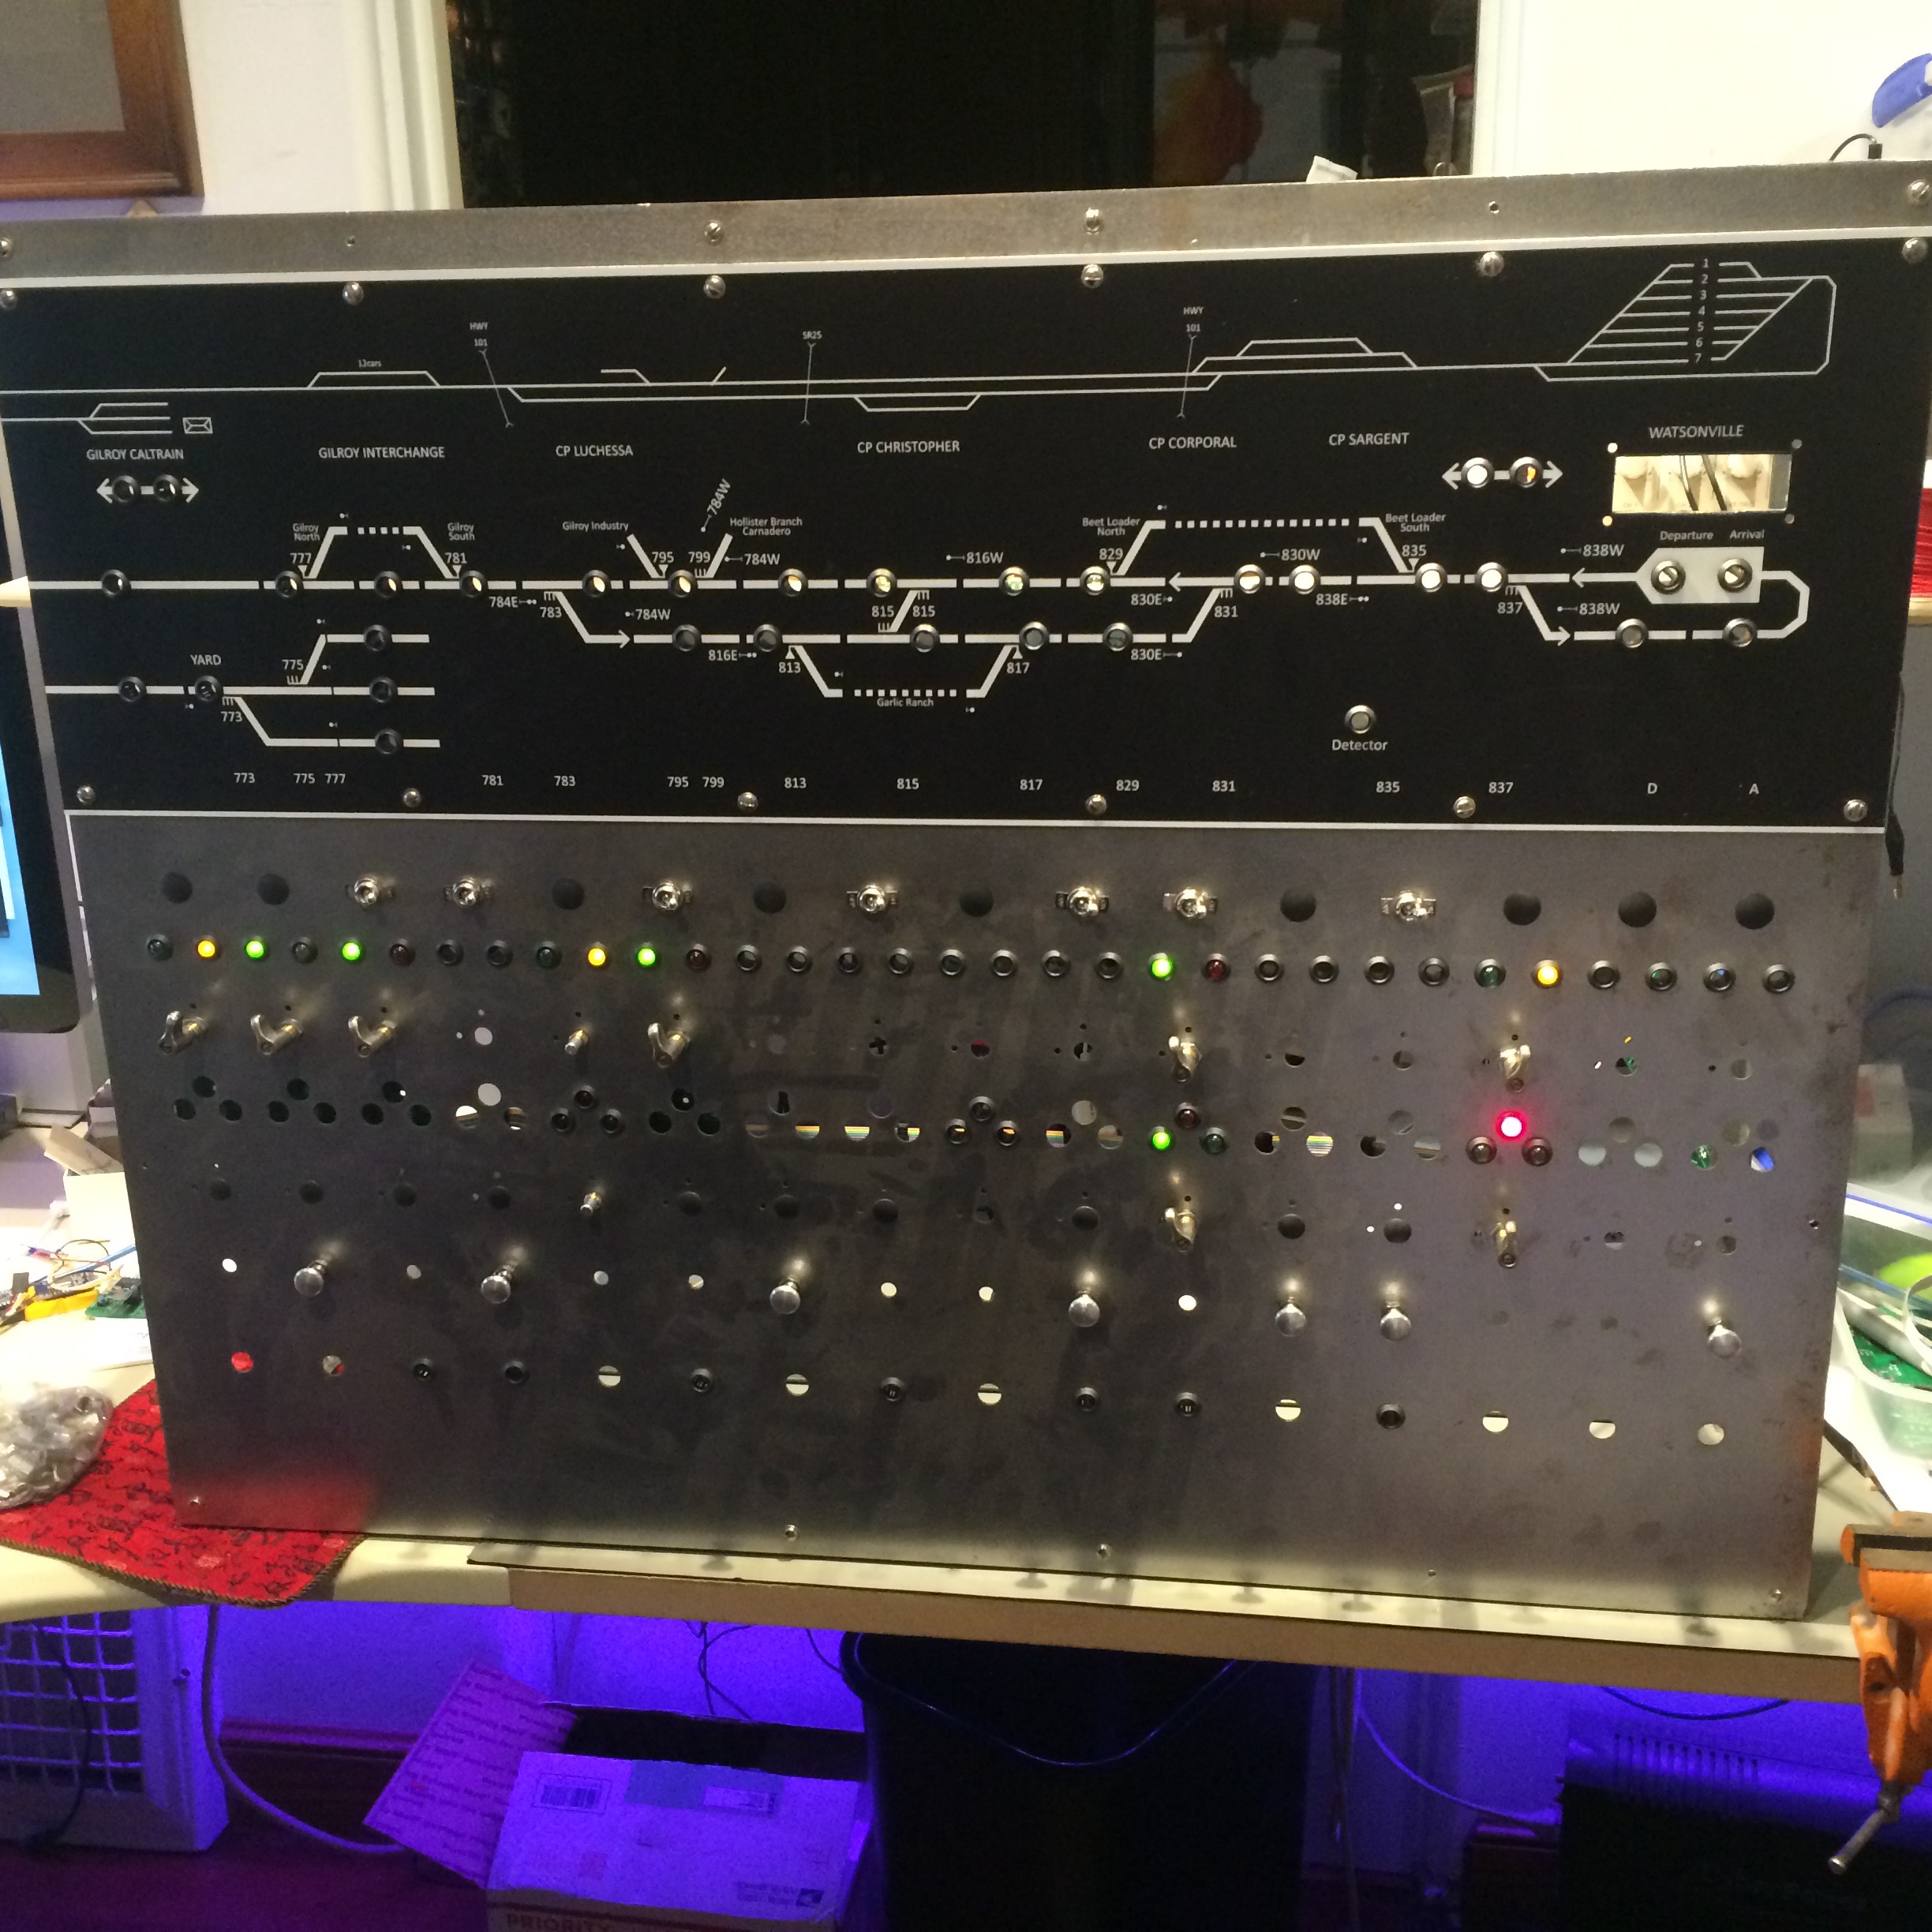 1
2
3
4
5
6
7
HWY
101
SR25
HWY
101
12cars
GILROY CALTRAIN
GILROY INTERCHANGE
CP LUCHESSA
CP CHRISTOPHER
CP CORPORAL
CP SARGENT
WATSONVILLE
784W
Gilroy
North
Gilroy
South
Gilroy Industry
Hollister Branch
Carnadero
Beet Loader
North
Beet Loader
South
Departure
Arrival
777
781
795
799
784W
816W
829
830W
835
838W
784E
783
784W
815
815
830E
831
838E
837
838W
YARD
775
816E
813
817
830E
773
Garlic Ranch
Detector
773
775
777
781
783
795
799
813
815
817
829
831
835
837
D
A
PRIORITY